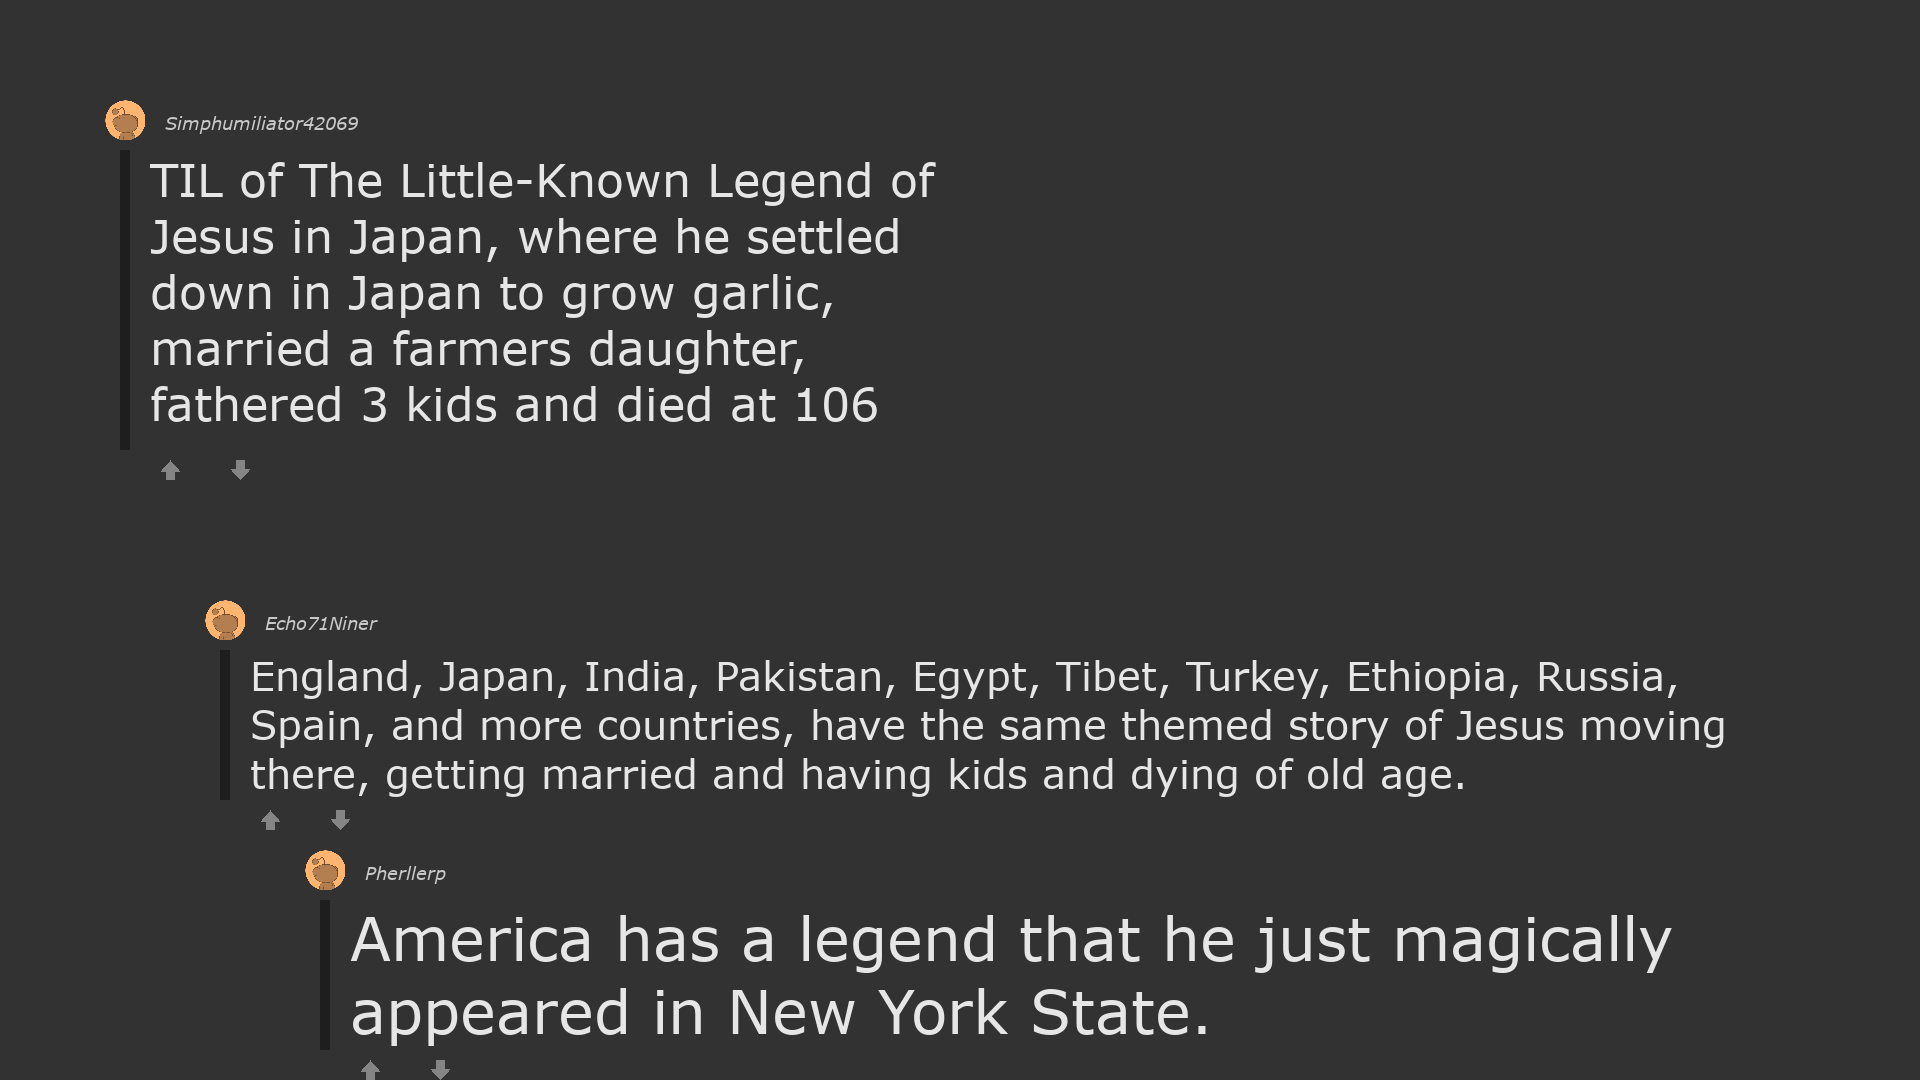 Simphumiliator42069
TIL of The Little-Known Legend of
Jesus in Japan, where he settled
down in Japan to grow garlic,
married a farmers daughter,
fathered 3 kids and died at 106
Echo71Niner
England, Japan, India, Pakistan, Egypt, Tibet, Turkey, Ethiopia, Russia,
Spain, and more countries, have the same themed story of Jesus moving
there, getting married and having kids and dying of old age.
Pherllerp
America has a legend that he just magically
appeared in New York State.